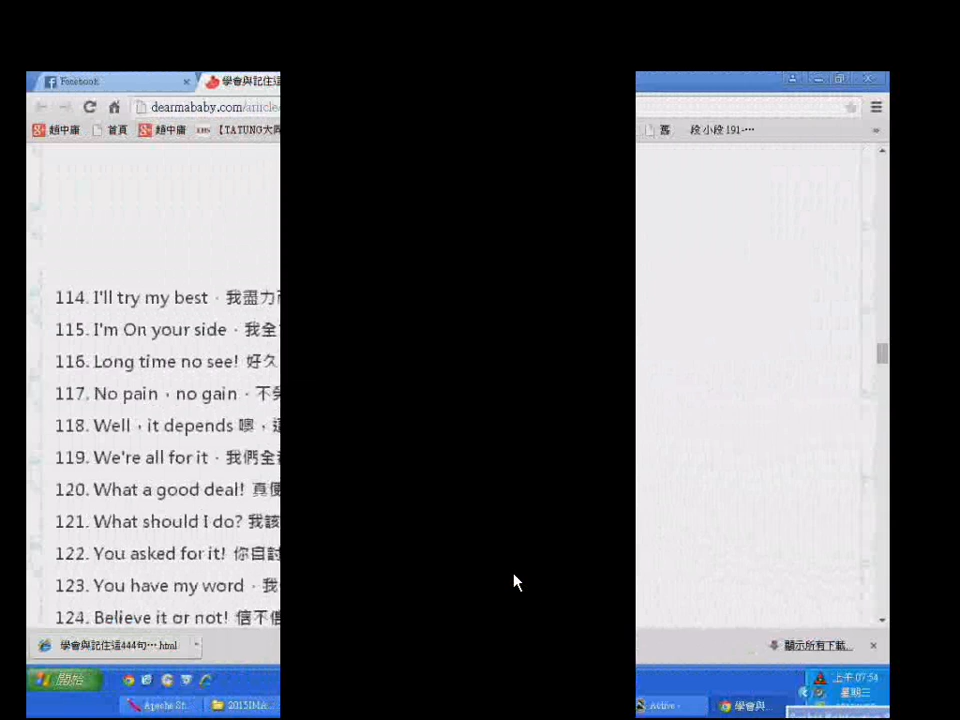 Facebook
學會與記住這
dearmababy.com/article
趙中庸 首頁 趙中庸 【TATUNG大同 舊 段 小段 191-…
114. I'll try my best · 我盡力
115. I'm On your side · 我全
116. Long time no see! 好久
117. No pain , no gain · 不
118. Well , it depends 噢,
119. We're all for it · 我們全
120. What a good deal! 真便
121. What should I do? 我該
122. You asked for it! 你自討
123. You have my word · 我
124. Believe it or not! 信不信
學會與記住這444句….html 顯示所有下載...
開始 上午 07:54
星期三
Apache St... 2015IMA... Active - 學會與...